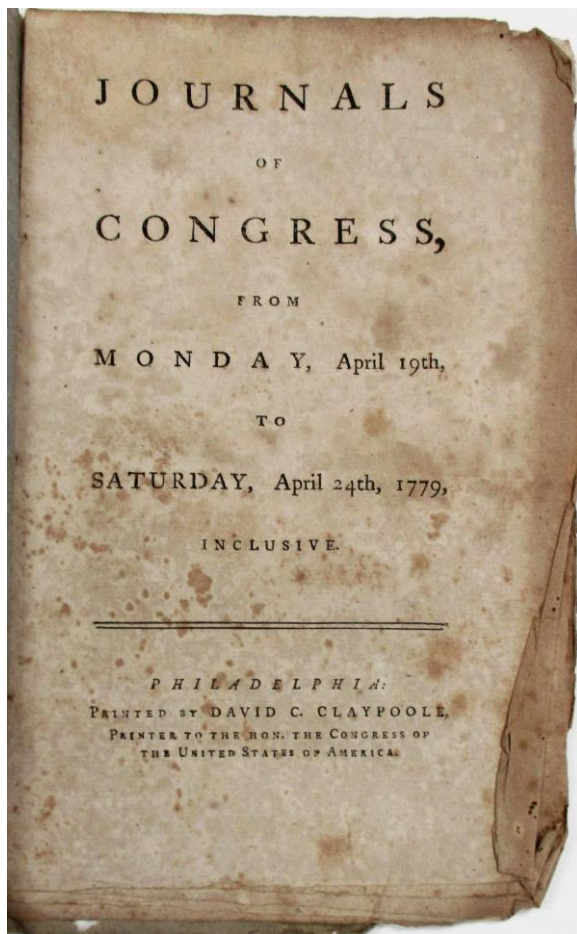 JOURNALS
OF
CONGRESS,
FROM
MONDAY, April 19th,
TO
SATURDAY, April 24th, 1779,
INCLUSIVE.
PHILADELPHIA:
PRINTED BY DAVID C. CLAYPOOLE,
PRINTER TO THE HON. THE CONGRESS OF
THE UNITED STATES OF AMERICA.